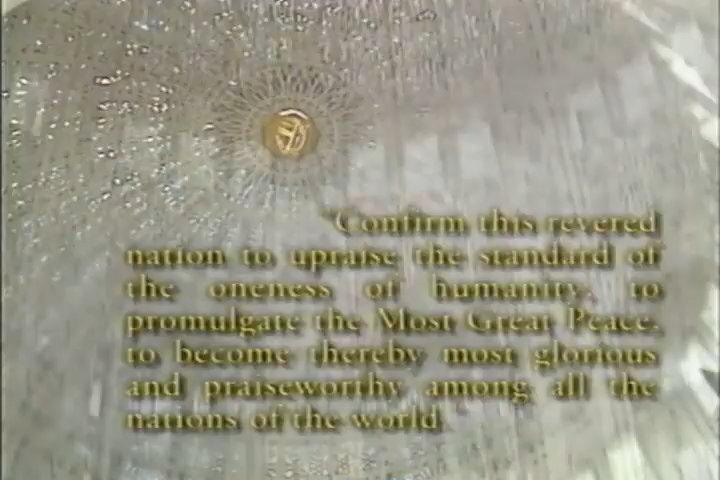 "Confirm this revered
nation to upraise the standard of
the oneness of humanity, to
promulgate the Most Great Peace,
to become thereby most glorious
and praiseworthy among all the
nations of the world